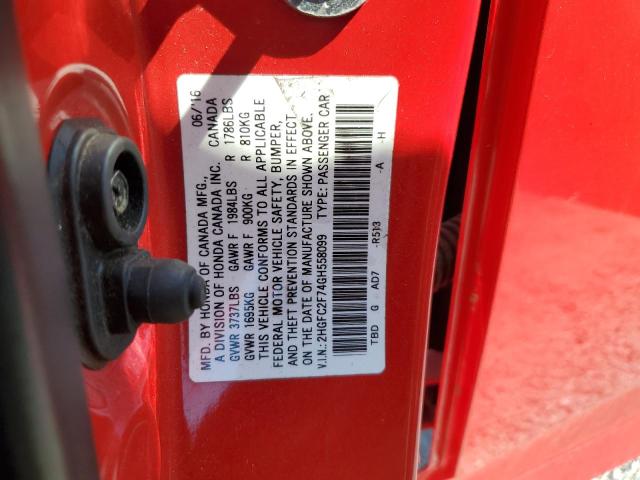 MFD. BY HONDA OF CANADA MFG., 06/'16
A DIVISION OF HONDA CANADA INC. CANADA
GVWR 3737LBS GAWR F 1984LBS R 1786LBS
GVWR 1695KG GAWR F 900KG R 810KG
THIS VEHICLE CONFORMS TO ALL APPLICABLE
FEDERAL MOTOR VEHICLE SAFETY, BUMPER,
AND THEFT PREVENTION STANDARDS IN EFFECT
ON THE DATE OF MANUFACTURE SHOWN ABOVE.
V.I.N.: 2HGFC2F74GH558099 TYPE: PASSENGER CAR
TBD G AD7 -R513 -A -H